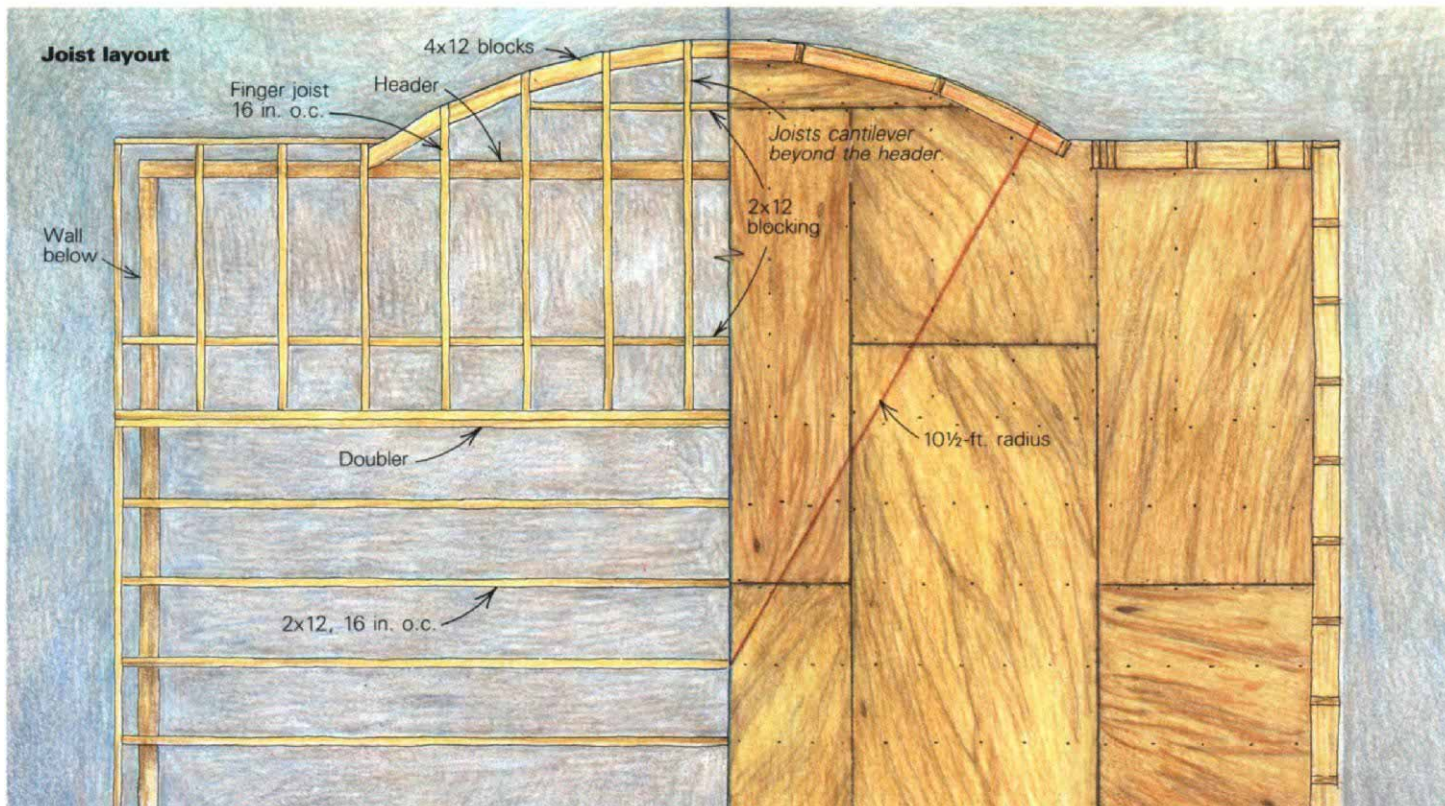 Joist layout
4x12 blocks
Finger joist
16 in. o.c.
Header
Joists cantilever
beyond the header.
2x12
blocking
Wall
below
10½-ft. radius
Doubler
2x12, 16 in. o.c.